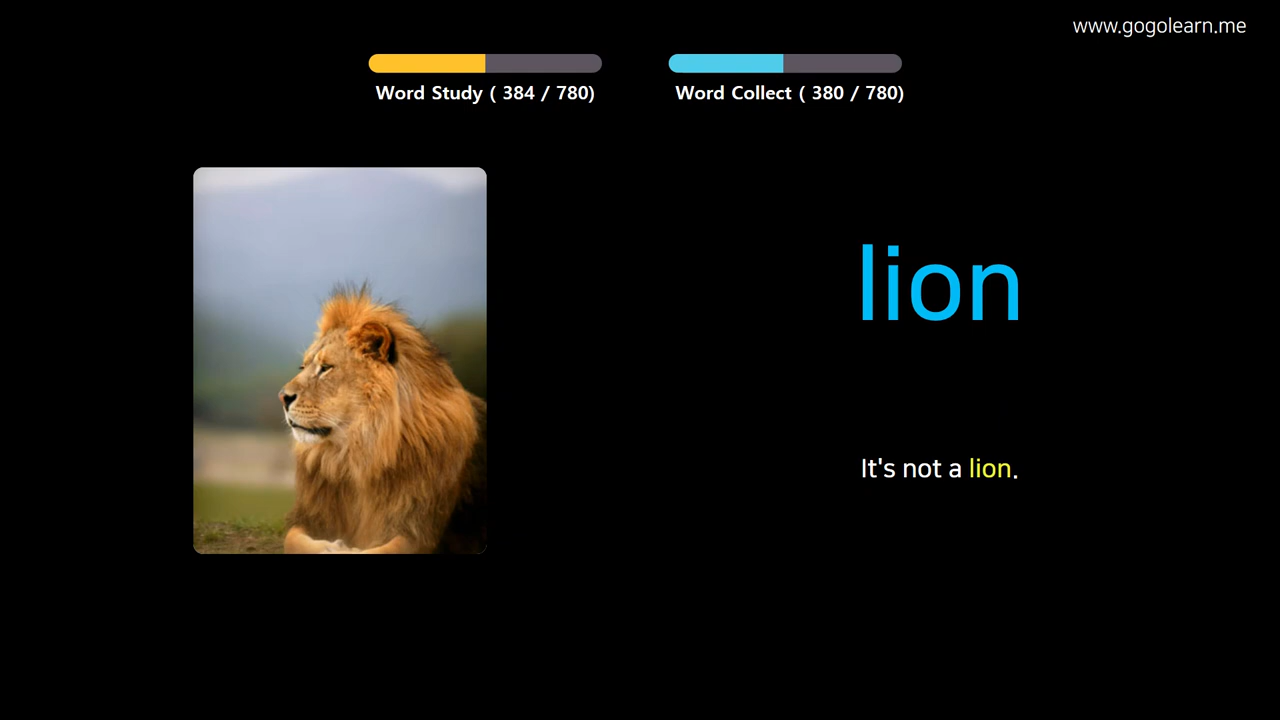 www.gogolearn.me
Word Study ( 384 / 780)
Word Collect ( 380 / 780)
lion
It's not a lion.